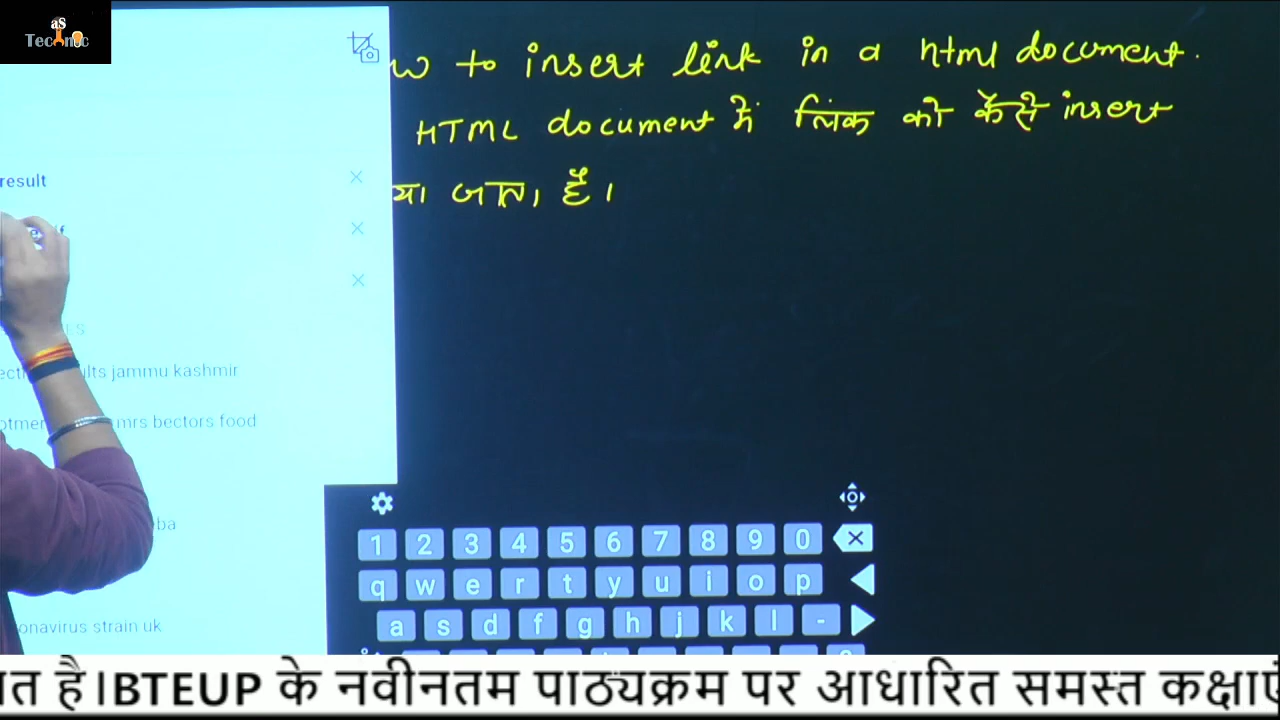 aS
Teconic
w to insert link in a html document.
HTML document में लिंक को कैसे insert
या जाता है।
result
f
ults jammu kashmir
mrs bectors food
ba
onavirus strain uk
1 2 3 4 5 6 7 8 9 0
q w e r t y u i o p
a s d f g h j k l -
त है।BTEUP के नवीनतम पाठ्यक्रम पर आधारित समस्त कक्षाएं